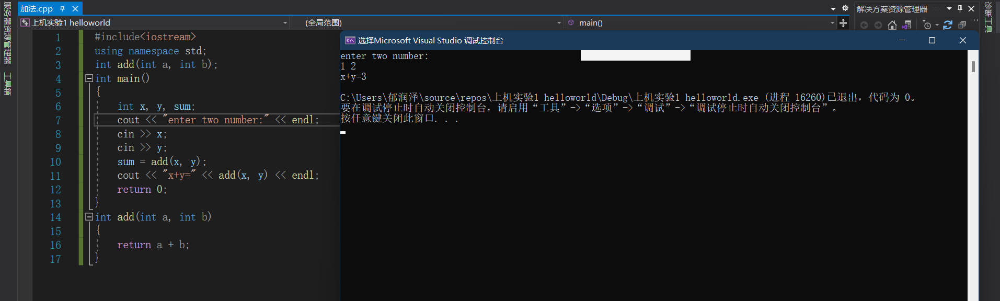 服务器资源管理器
工具箱
加法.cpp
上机实验1 helloworld
(全局范围)
main()
1 #include<iostream>
2 using namespace std;
3 int add(int a, int b);
4 int main()
5 {
6 int x, y, sum;
7 cout << "enter two number:" << endl;
8 cin >> x;
9 cin >> y;
10 sum = add(x, y);
11 cout << "x+y=" << add(x, y) << endl;
12 return 0;
13 }
14 int add(int a, int b)
15 {
16 return a + b;
17 }
选择Microsoft Visual Studio 调试控制台
enter two number:
1 2
x+y=3
C:\Users\郁润泽\source\repos\上机实验1 helloworld\Debug\上机实验1 helloworld.exe (进程 16260)已退出，代码为 0。
要在调试停止时自动关闭控制台，请启用“工具”->“选项”->“调试”->“调试停止时自动关闭控制台”。
按任意键关闭此窗口. . .
解决方案资源管理器
诊断工具